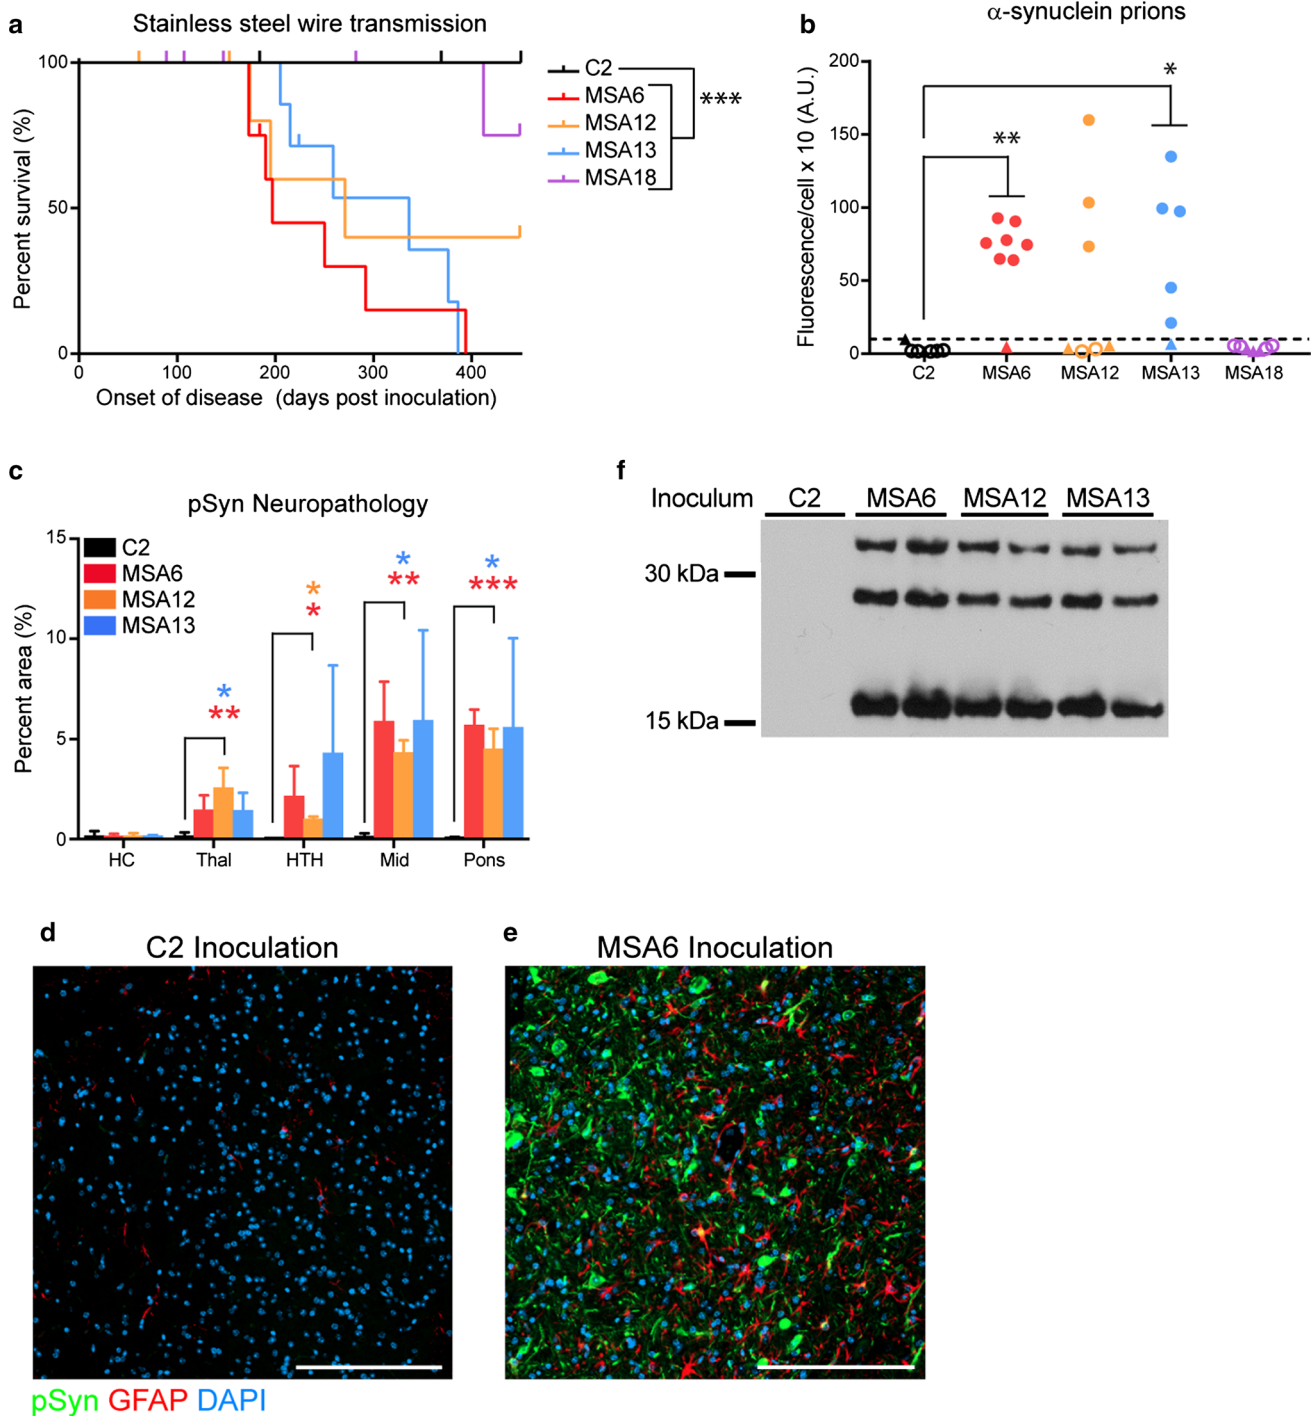 a
Stainless steel wire transmission
Percent survival (%)
100
50
0
0 100 200 300 400
Onset of disease (days post inoculation)
C2
MSA6
MSA12
MSA13
MSA18
***
b
α-synuclein prions
Fluorescence/cell x 10 (A.U.)
200
150
100
50
0
**
*
C2 MSA6 MSA12 MSA13 MSA18
c
pSyn Neuropathology
Percent area (%)
15
10
5
0
C2
MSA6
MSA12
MSA13
*
**
*
*
*
**
*
***
HC Thal HTH Mid Pons
f
Inoculum C2 MSA6 MSA12 MSA13
30 kDa
15 kDa
d
C2 Inoculation
e
MSA6 Inoculation
pSyn GFAP DAPI